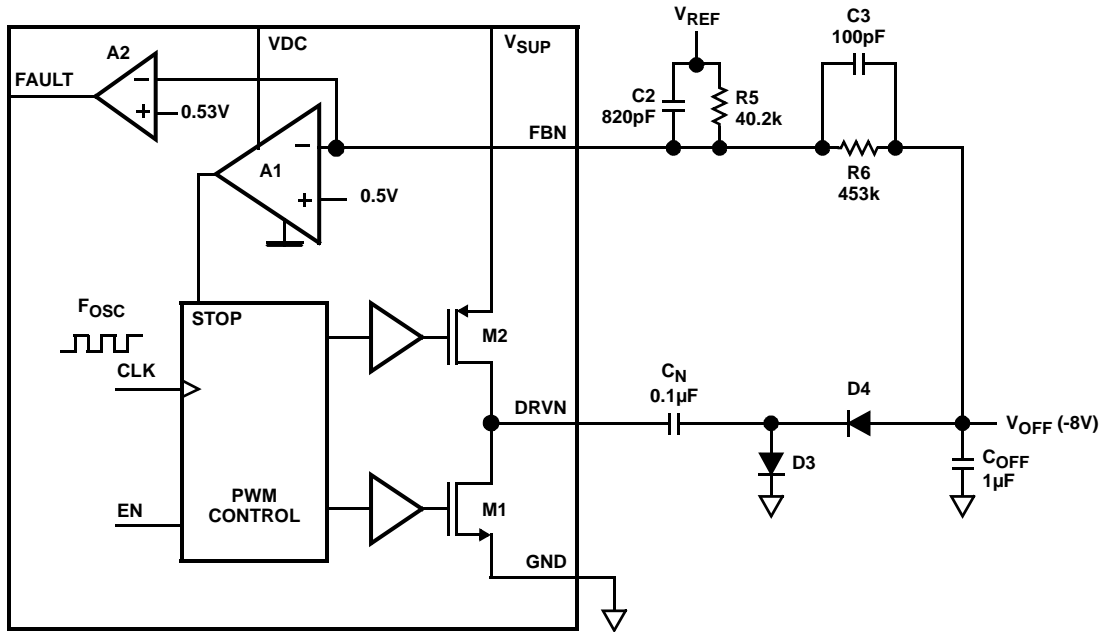 VREF
C3
100pF
A2
VDC
VSUP
FAULT
−
+
0.53V
C2
820pF
R5
40.2k
FBN
−
A1
+
0.5V
R6
453k
FOSC
STOP
CLK
M2
CN
0.1µF
D4
DRVN
VOFF (-8V)
D3
COFF
1µF
EN
PWM
CONTROL
M1
GND